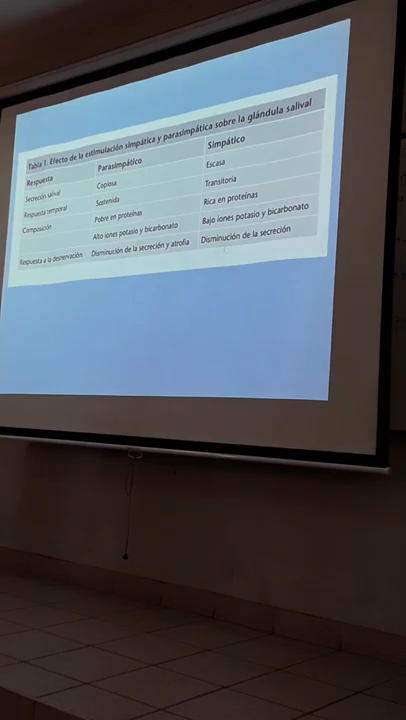 Tabla 1. Efecto de la estimulación simpática y parasimpática sobre la glándula salival
Respuesta Parasimpático Simpático
Secreción salival Copiosa Escasa
Respuesta temporal Sostenida Transitoria
Composición Pobre en proteínas Rica en proteínas
Alto iones potasio y bicarbonato Bajo iones potasio y bicarbonato
Respuesta a la desnervación Disminución de la secreción y atrofia Disminución de la secreción